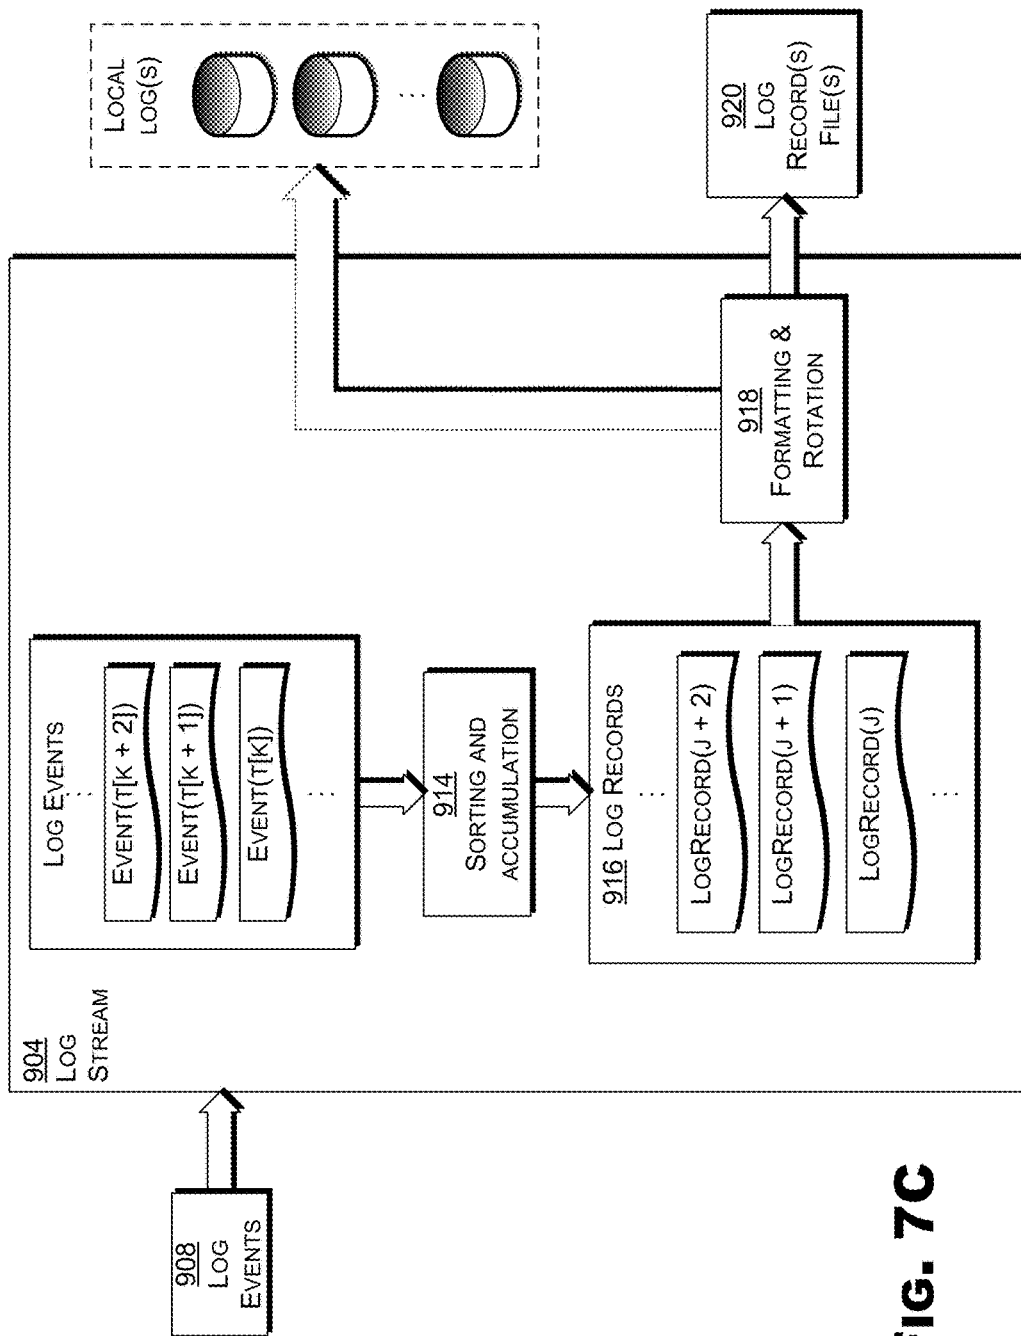 908
LOG
EVENTS
904
LOG
STREAM
LOG EVENTS
...
EVENT(T[K + 2])
EVENT(T[K + 1])
EVENT(T[K])
...
914
SORTING AND
ACCUMULATION
916 LOG RECORDS
...
LOGRECORD(J + 2)
LOGRECORD(J + 1)
LOGRECORD(J)
...
918
FORMATTING &
ROTATION
LOCAL
LOG(S)
...
920
LOG
RECORD(S)
FILE(S)
FIG. 7C